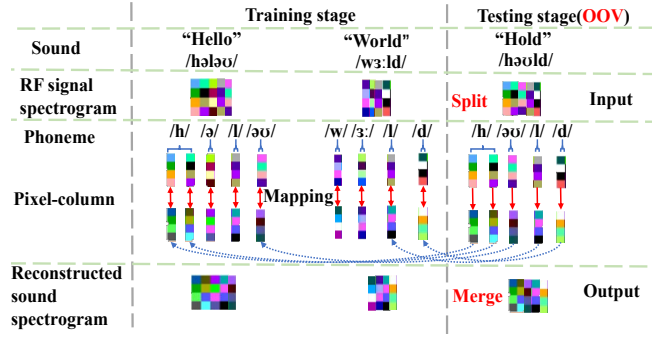 Training stage
Testing stage(OOV)
Sound
“Hello”
“World”
“Hold”
/hələʊ/
/wɜːld/
/həʊld/
RF signal
spectrogram
Split
Input
Phoneme
/h/ /ə/ /l/ /əʊ/
/w/ /ɜː/ /l/ /d/
/h/ /əʊ/ /l/ /d/
Pixel-column
Mapping
Reconstructed
sound
spectrogram
Merge
Output